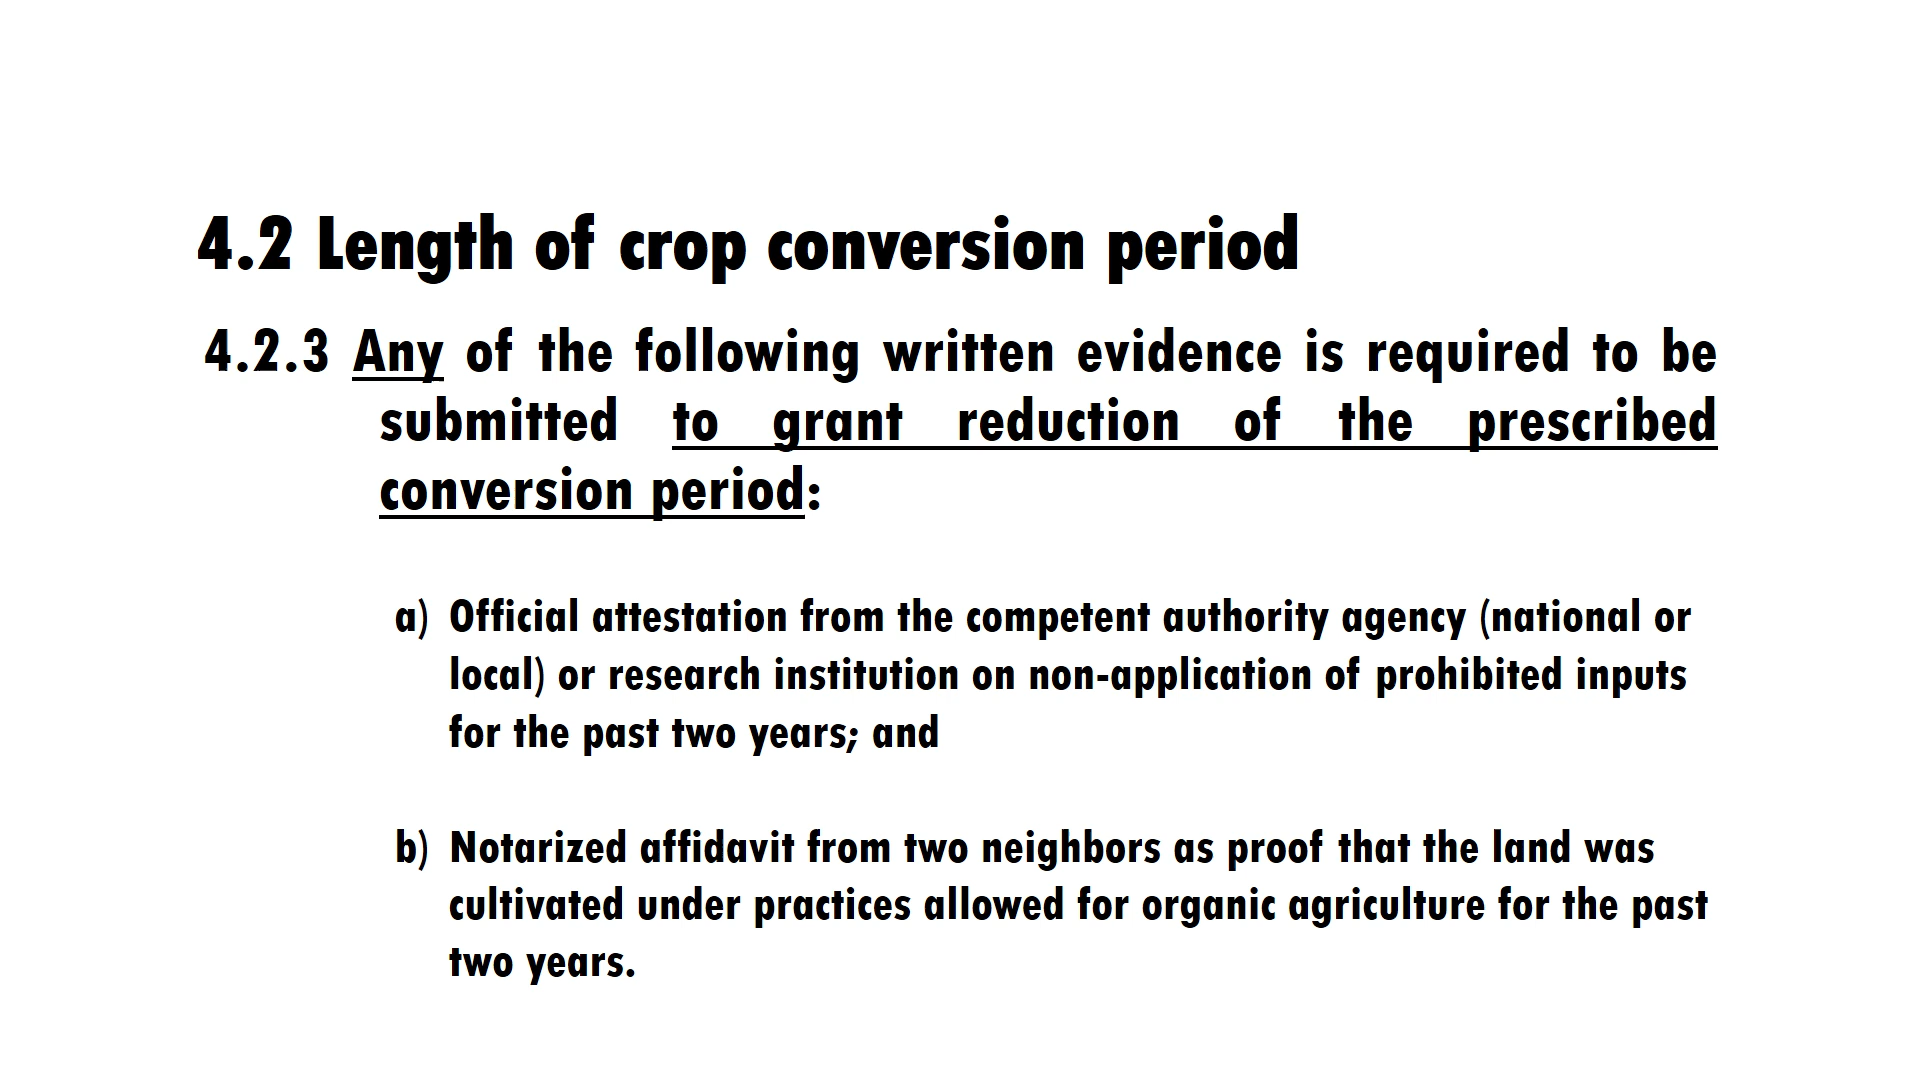 4.2 Length of crop conversion period
4.2.3 Any of the following written evidence is required to be
submitted to grant reduction of the prescribed
conversion period:
a) Official attestation from the competent authority agency (national or
local) or research institution on non-application of prohibited inputs
for the past two years; and
b) Notarized affidavit from two neighbors as proof that the land was
cultivated under practices allowed for organic agriculture for the past
two years.